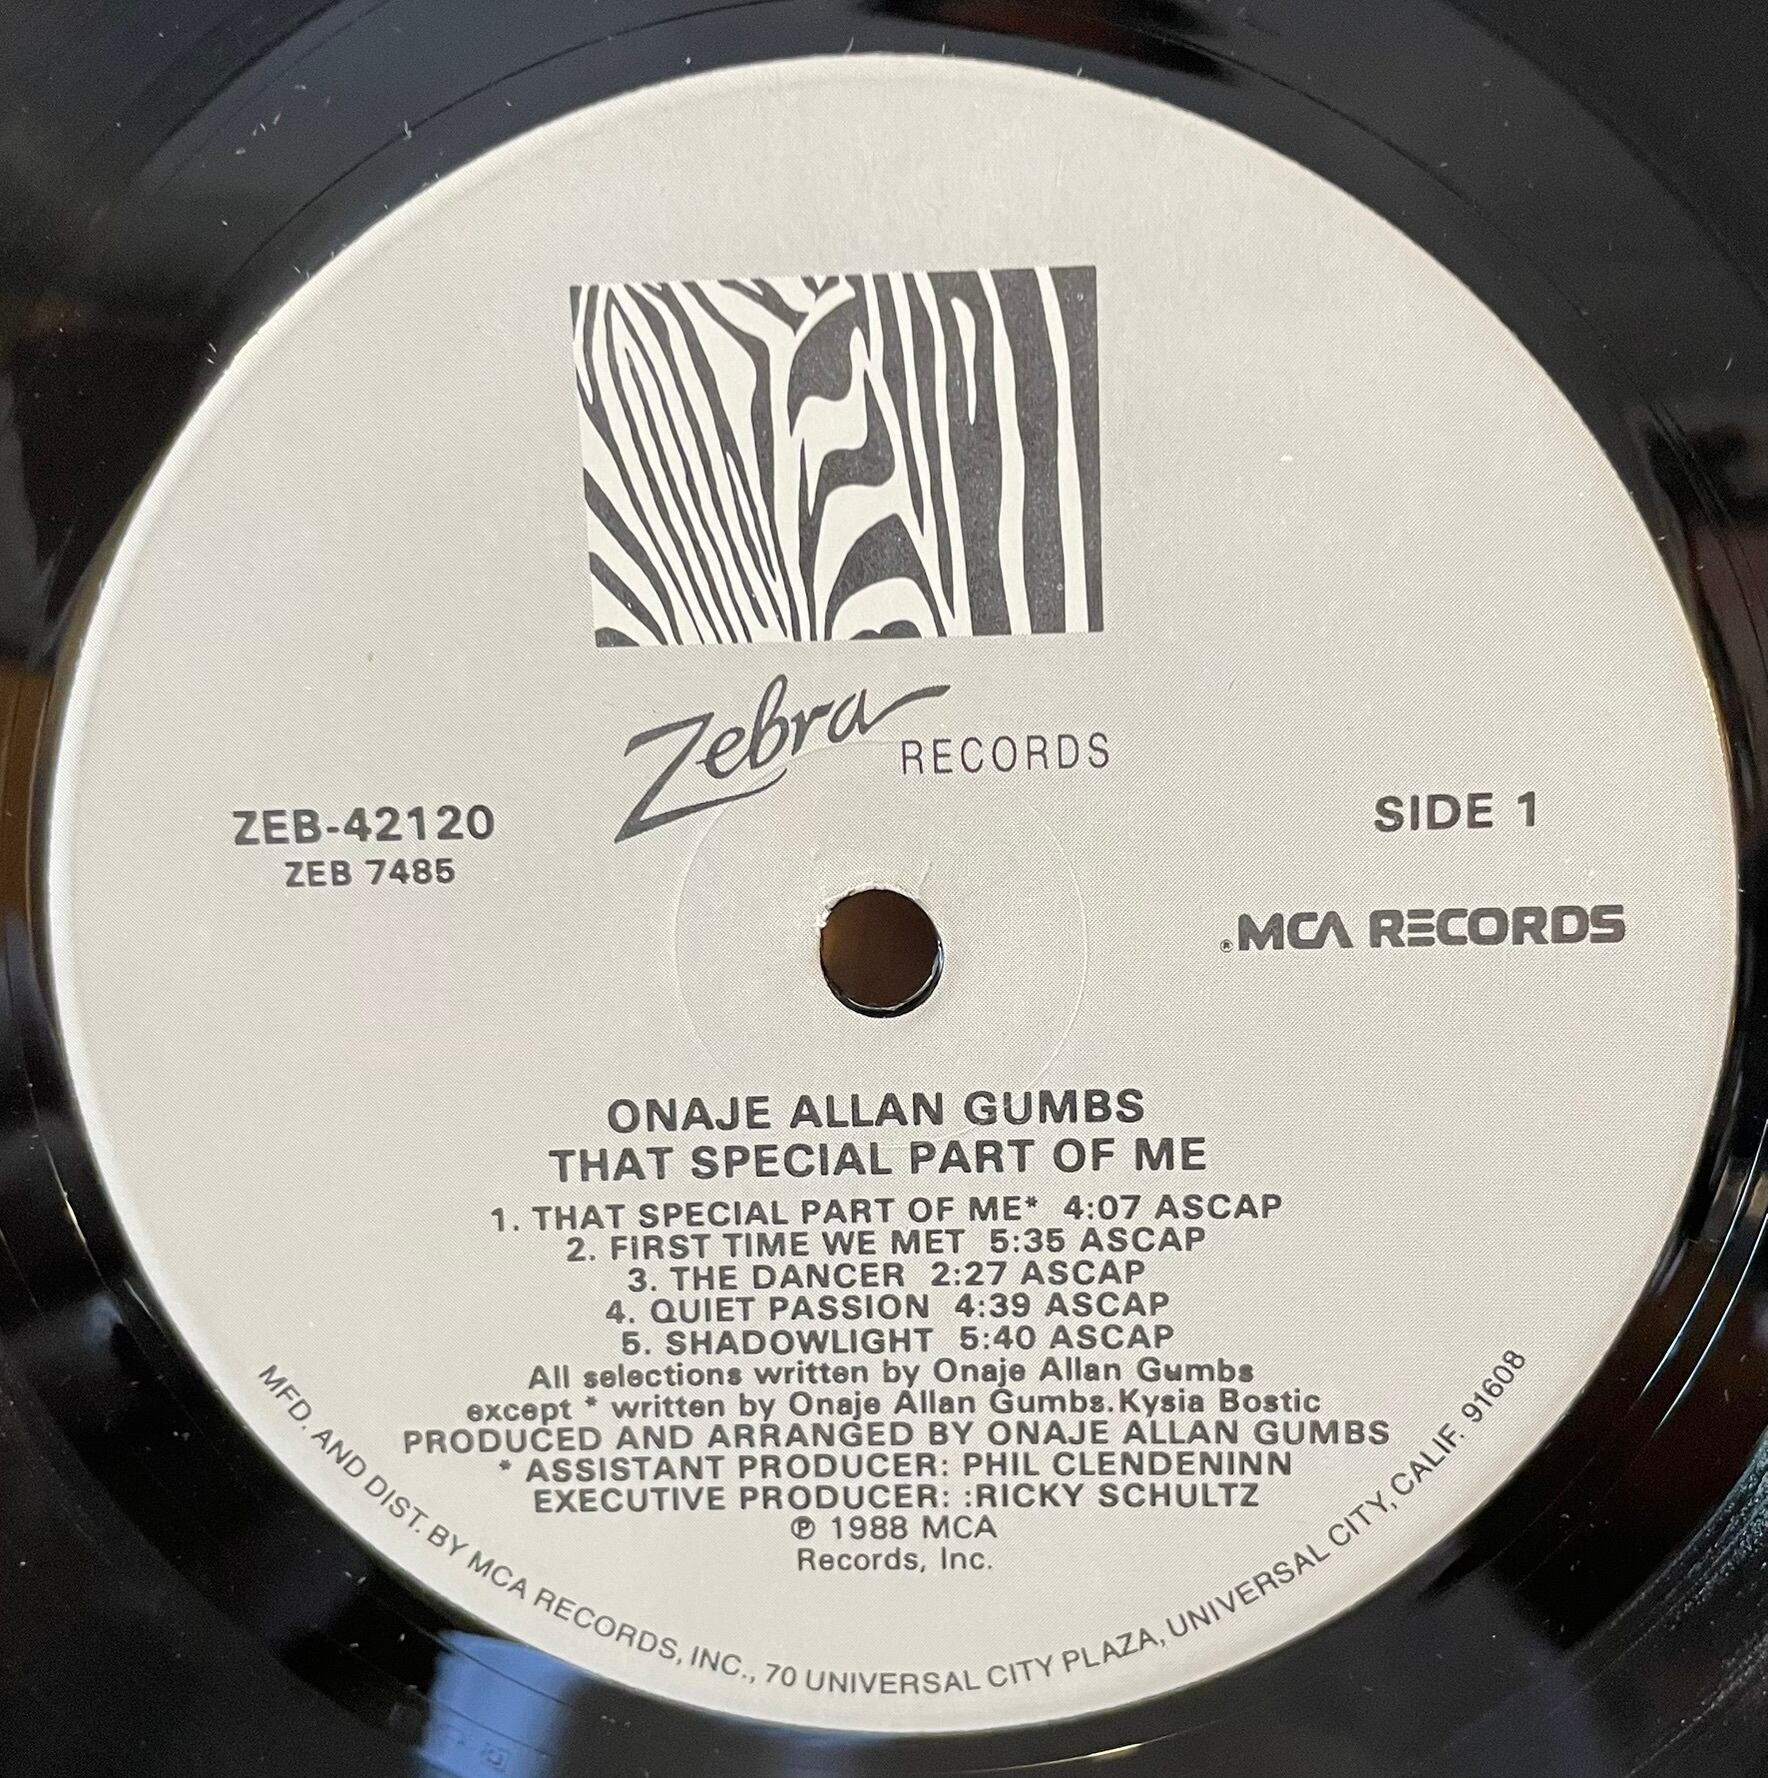 Zebra RECORDS
ZEB-42120
ZEB 7485
SIDE 1
®MCA RECORDS
ONAJE ALLAN GUMBS
THAT SPECIAL PART OF ME
1. THAT SPECIAL PART OF ME* 4:07 ASCAP
2. FIRST TIME WE MET 5:35 ASCAP
3. THE DANCER 2:27 ASCAP
4. QUIET PASSION 4:39 ASCAP
5. SHADOWLIGHT 5:40 ASCAP
All selections written by Onaje Allan Gumbs
except * written by Onaje Allan Gumbs.Kysia Bostic
PRODUCED AND ARRANGED BY ONAJE ALLAN GUMBS
* ASSISTANT PRODUCER: PHIL CLENDENINN
EXECUTIVE PRODUCER: :RICKY SCHULTZ
℗ 1988 MCA
Records, Inc.
MFD. AND DIST. BY MCA RECORDS, INC., 70 UNIVERSAL CITY PLAZA, UNIVERSAL CITY, CALIF. 91608